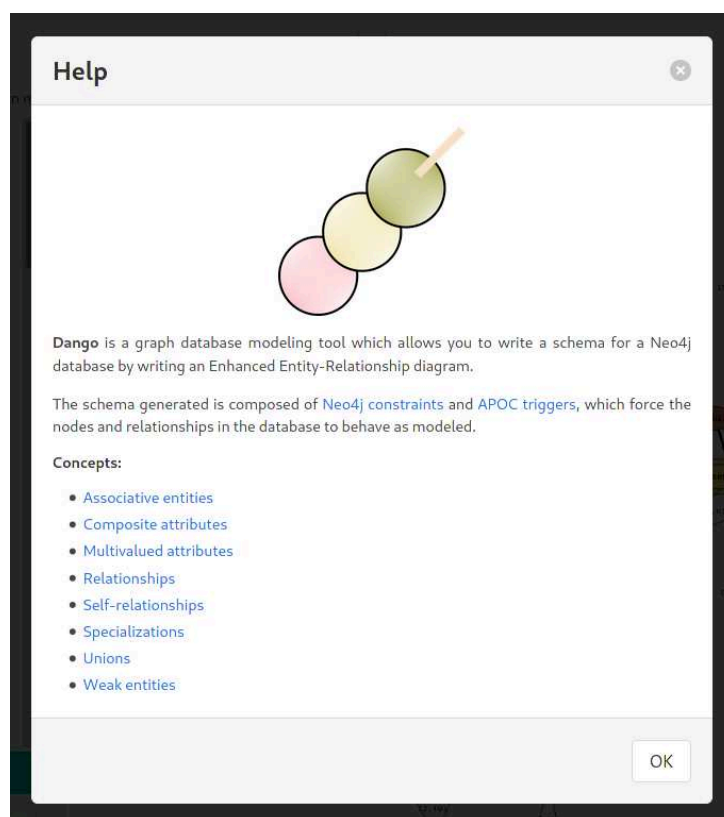 Help
Dango is a graph database modeling tool which allows you to write a schema for a Neo4j
database by writing an Enhanced Entity-Relationship diagram.
The schema generated is composed of Neo4j constraints and APOC triggers, which force the
nodes and relationships in the database to behave as modeled.
Concepts:
Associative entities
Composite attributes
Multivalued attributes
Relationships
Self-relationships
Specializations
Unions
Weak entities
OK